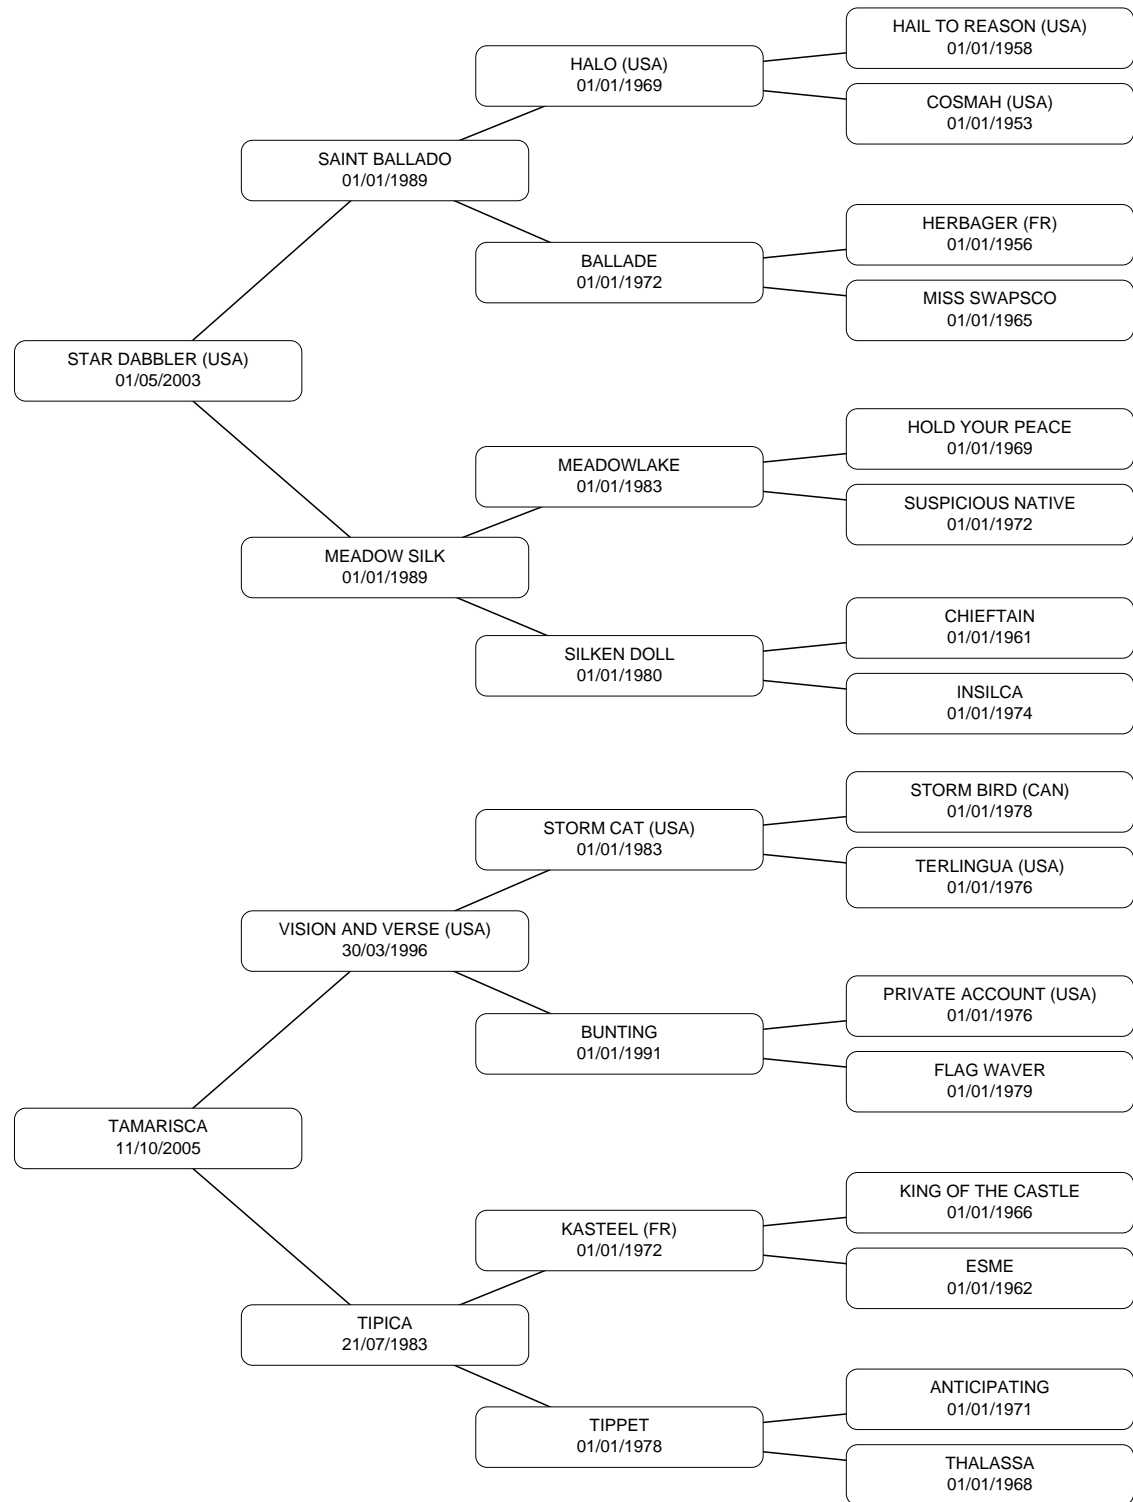 HAIL TO REASON (USA)
01/01/1958
HALO (USA)
01/01/1969
COSMAH (USA)
01/01/1953
SAINT BALLADO
01/01/1989
HERBAGER (FR)
01/01/1956
BALLADE
01/01/1972
MISS SWAPSCO
01/01/1965
STAR DABBLER (USA)
01/05/2003
HOLD YOUR PEACE
01/01/1969
MEADOWLAKE
01/01/1983
SUSPICIOUS NATIVE
01/01/1972
MEADOW SILK
01/01/1989
CHIEFTAIN
01/01/1961
SILKEN DOLL
01/01/1980
INSILCA
01/01/1974
STORM BIRD (CAN)
01/01/1978
STORM CAT (USA)
01/01/1983
TERLINGUA (USA)
01/01/1976
VISION AND VERSE (USA)
30/03/1996
PRIVATE ACCOUNT (USA)
01/01/1976
BUNTING
01/01/1991
FLAG WAVER
01/01/1979
TAMARISCA
11/10/2005
KING OF THE CASTLE
01/01/1966
KASTEEL (FR)
01/01/1972
ESME
01/01/1962
TIPICA
21/07/1983
ANTICIPATING
01/01/1971
TIPPET
01/01/1978
THALASSA
01/01/1968